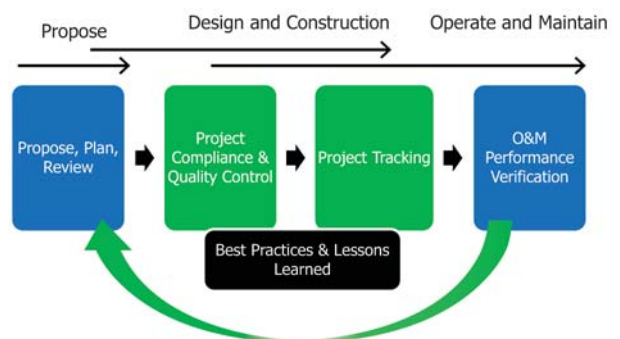 Propose
Design and Construction
Operate and Maintain
Propose, Plan,
Review
Project
Compliance &
Quality Control
Project Tracking
O&M
Performance
Verification
Best Practices & Lessons
Learned